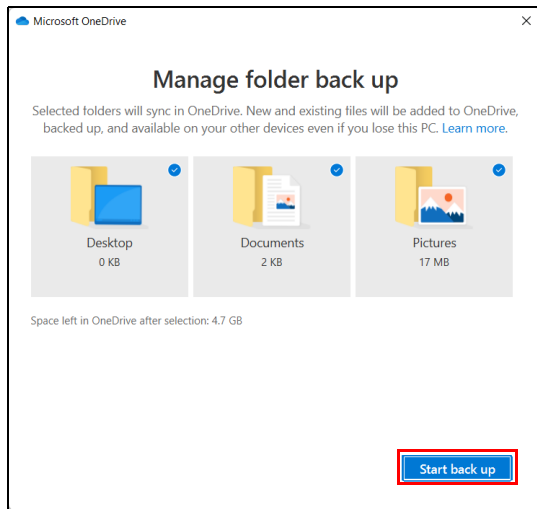 Microsoft OneDrive
Manage folder back up
Selected folders will sync in OneDrive. New and existing files will be added to OneDrive,
backed up, and available on your other devices even if you lose this PC. Learn more.
Desktop
0 KB
Documents
2 KB
Pictures
17 MB
Space left in OneDrive after selection: 4.7 GB
Start back up